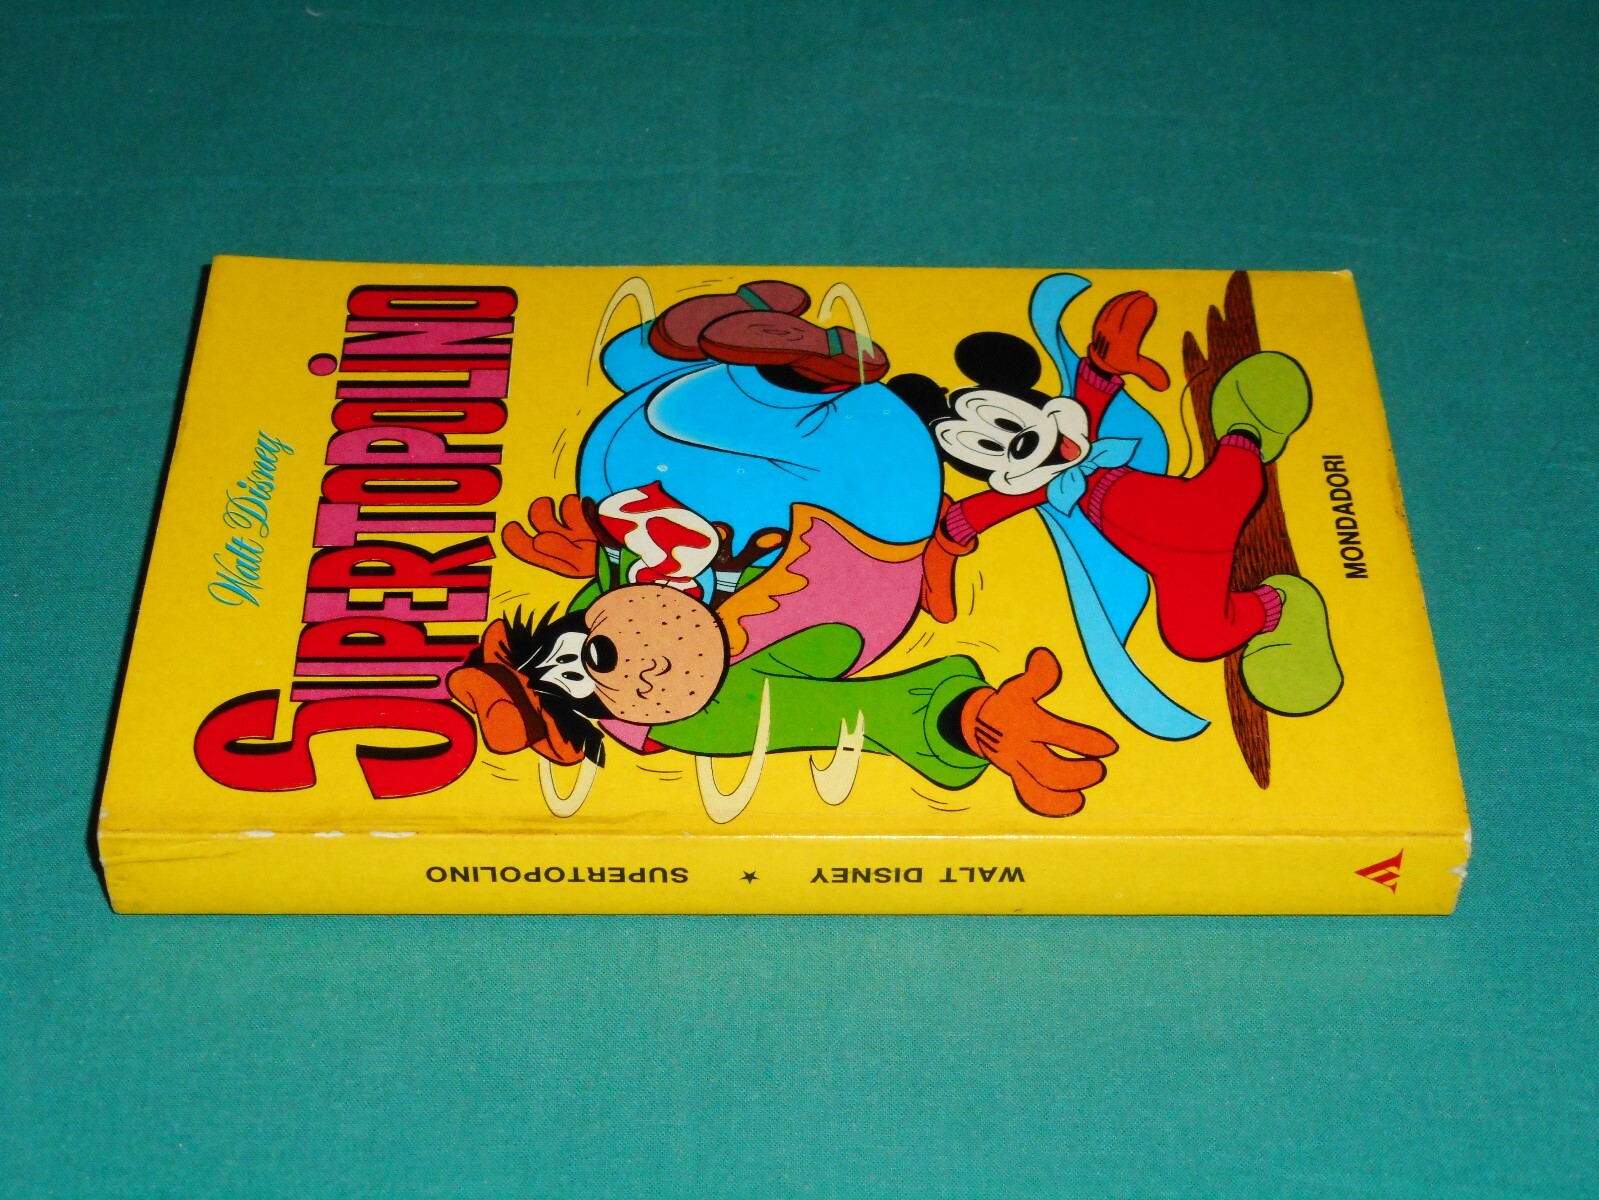 Walt Disney
SUPERTOPOLINO
MONDADORI
WALT DISNEY ★ SUPERTOPOLINO